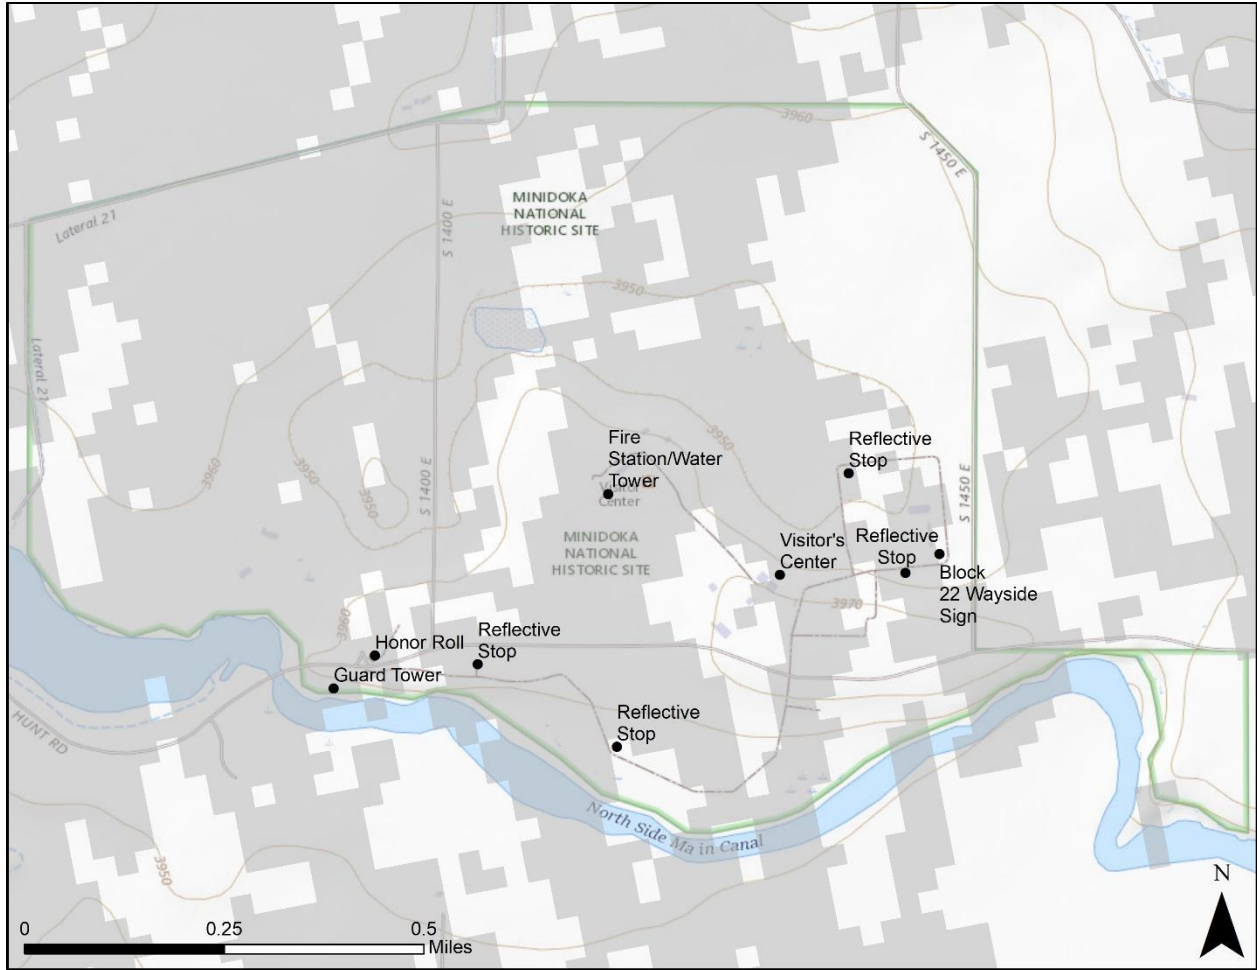 3960
S 1450 E
MINIDOKA
NATIONAL
HISTORIC SITE
S 1400 E
Lateral 21
3950
Lateral 21
Fire
Station/Water
Tower
Visitor
Center
3950
Reflective
Stop
3960
3950
3950
S 1400 E
S 1450 E
MINIDOKA
NATIONAL
HISTORIC SITE
Visitor's
Center
Reflective
Stop
Block
22 Wayside
Sign
3970
3960
Honor Roll
Reflective
Stop
Guard Tower
HUNT RD
Reflective
Stop
North Side Main Canal
3950
N
0 0.25 0.5
Miles